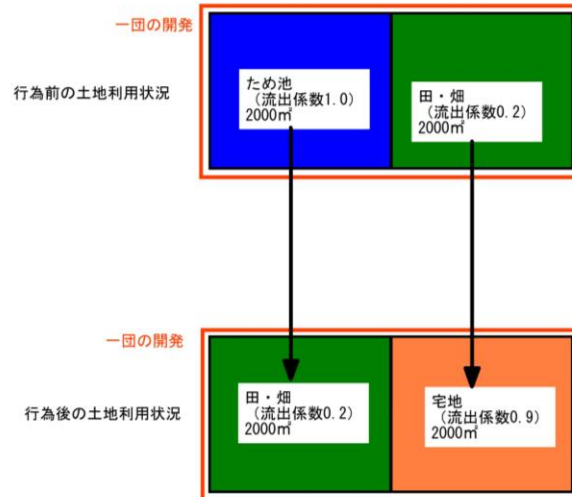 一団の開発
行為前の土地利用状況
ため池
（流出係数1.0）
2000㎡
田・畑
（流出係数0.2）
2000㎡
一団の開発
行為後の土地利用状況
田・畑
（流出係数0.2）
2000㎡
宅地
（流出係数0.9）
2000㎡